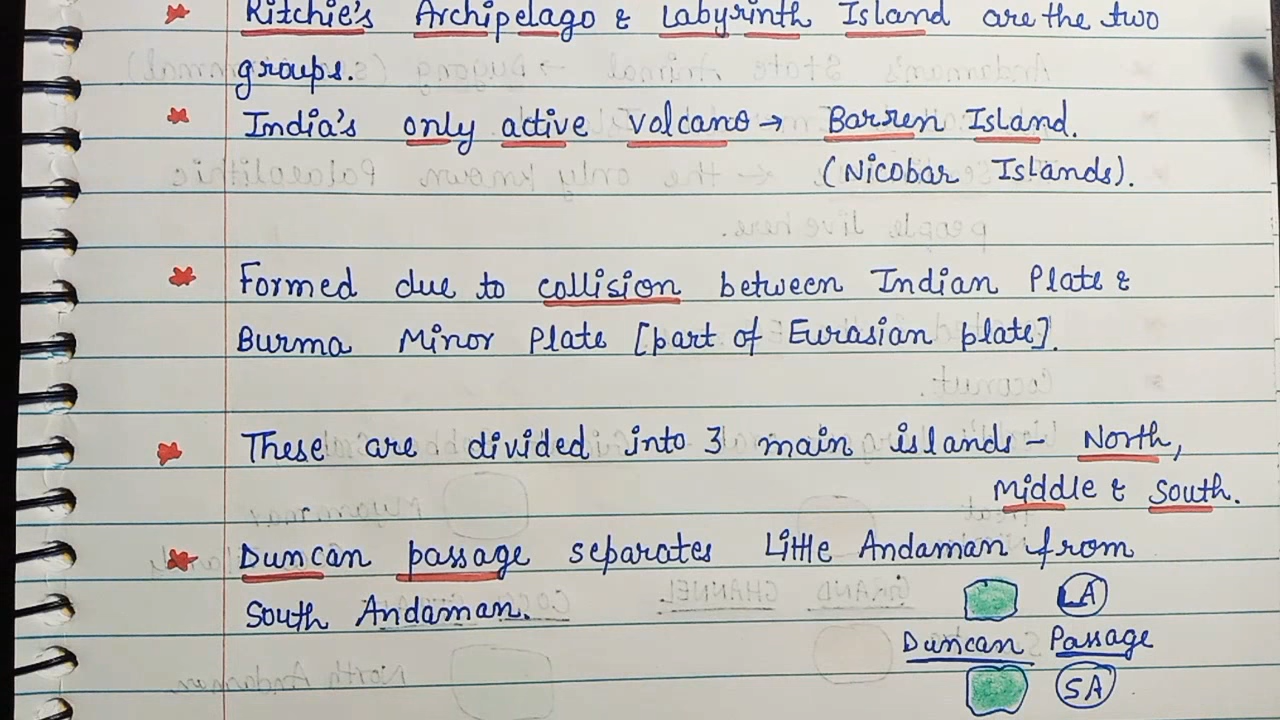 * Ritchie's Archipelago & Labyrinth Island are the two
groups.
* India's only active volcano → Barren Island.
(Nicobar Islands).
* Formed due to collision between Indian Plate &
Burma Minor Plate [part of Eurasian plate].
* These are divided into 3 main islands - North,
Middle & South.
* Duncan passage separates Little Andaman from
South Andaman.
LA
Duncan Passage
SA